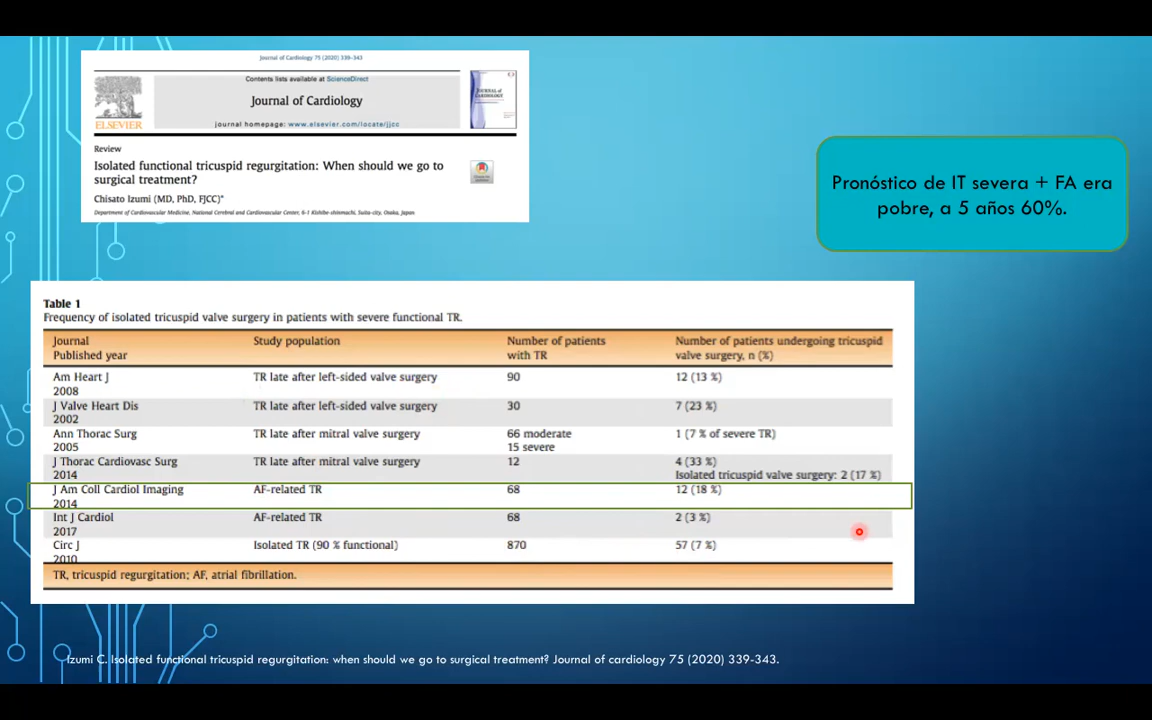 Journal of Cardiology 75 (2020) 339-343
Contents lists available at ScienceDirect
Journal of Cardiology
journal homepage: www.elsevier.com/locate/jjcc
ELSEVIER
JOURNAL of CARDIOLOGY
Review
Isolated functional tricuspid regurgitation: When should we go to
surgical treatment?
Chisato Izumi (MD, PhD, FJCC)*
Department of Cardiovascular Medicine, National Cerebral and Cardiovascular Center, 6-1 Kishibe-shinmachi, Suita-city, Osaka, Japan
Pronóstico de IT severa + FA era
pobre, a 5 años 60%.
Table 1
Frequency of isolated tricuspid valve surgery in patients with severe functional TR.
Journal Study population Number of patients Number of patients undergoing tricuspid
Published year with TR valve surgery, n (%)
Am Heart J TR late after left-sided valve surgery 90 12 (13 %)
2008
J Valve Heart Dis TR late after left-sided valve surgery 30 7 (23 %)
2002
Ann Thorac Surg TR late after mitral valve surgery 66 moderate 1 (7 % of severe TR)
2005 15 severe
J Thorac Cardiovasc Surg TR late after mitral valve surgery 12 4 (33 %)
2014 Isolated tricuspid valve surgery: 2 (17 %)
J Am Coll Cardiol Imaging AF-related TR 68 12 (18 %)
2014
Int J Cardiol AF-related TR 68 2 (3 %)
2017
Circ J Isolated TR (90 % functional) 870 57 (7 %)
2010
TR, tricuspid regurgitation; AF, atrial fibrillation.
Izumi C. Isolated functional tricuspid regurgitation: when should we go to surgical treatment? Journal of cardiology 75 (2020) 339-343.